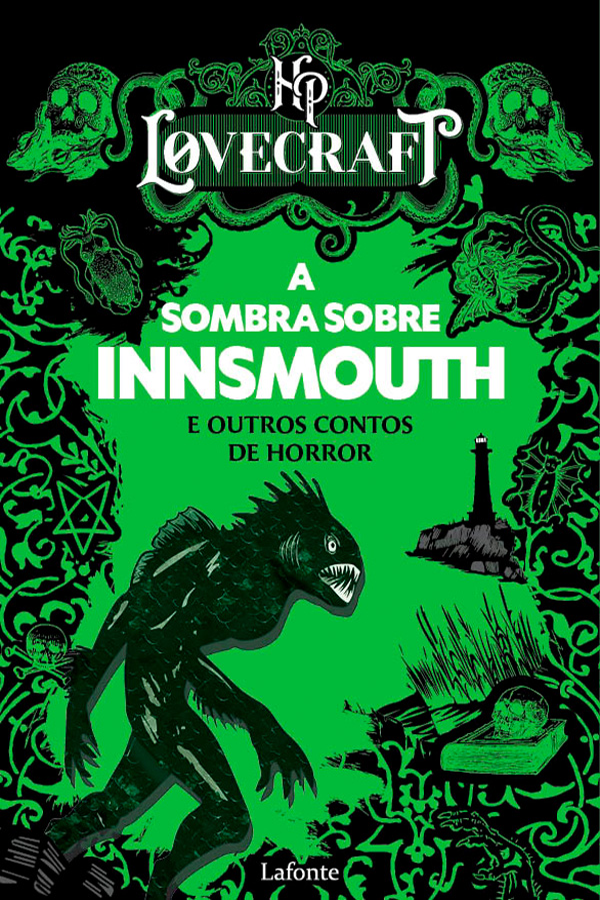 HP
LOVECRAFT
A
SOMBRA SOBRE
INNSMOUTH
E OUTROS CONTOS
DE HORROR
Lafonte